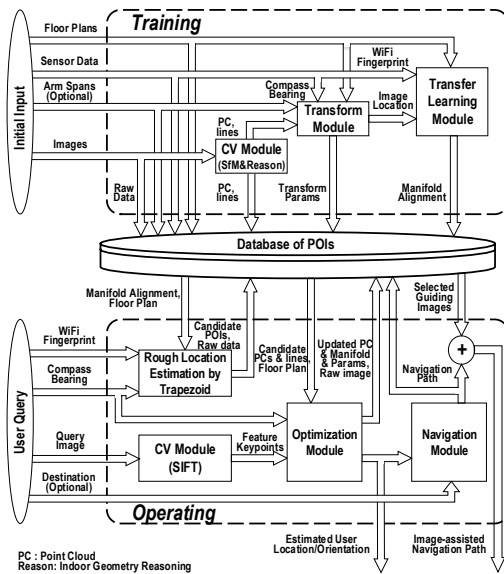 Training
Floor Plans
Sensor Data
Arm Spans
(Optional)
Images
Initial Input
WiFi
Fingerprint
Compass
Bearing
Image
Location
Transfer
Learning
Module
Transform
Module
PC,
lines
CV Module
(SfM&Reason)
Raw
Data
PC,
lines
Transform
Params
Manifold
Alignment
Database of POIs
Manifold Alignment,
Floor Plan
Candidate
POIs,
Raw data
Candidate
PCs & lines,
Floor Plan
Updated PC
& Manifold
& Params,
Raw image
Selected
Guiding
Images
Navigation
Path
+
User Query
WiFi
Fingerprint
Compass
Bearing
Query
Image
Destination
(Optional)
Rough Location
Estimation by
Trapezoid
CV Module
(SIFT)
Feature
Keypoints
Optimization
Module
Navigation
Module
Operating
Estimated User
Location/Orientation
Image-assisted
Navigation Path
PC : Point Cloud
Reason: Indoor Geometry Reasoning